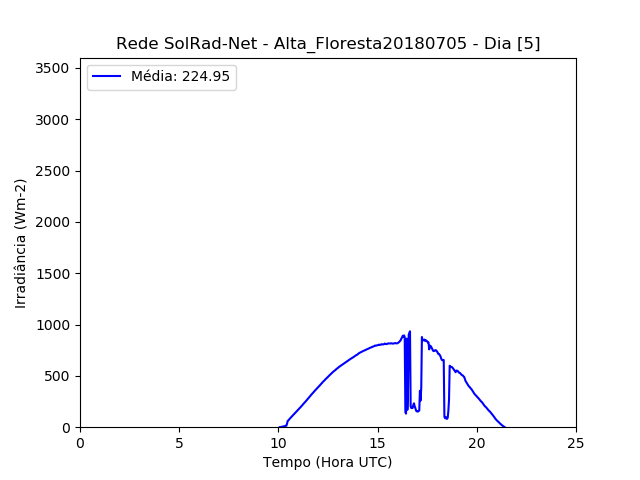 Rede SolRad-Net - Alta_Floresta20180705 - Dia [5]
Média: 224.95
Irradiância (Wm-2)
3500
3000
2500
2000
1500
1000
500
0
0 5 10 15 20 25
Tempo (Hora UTC)